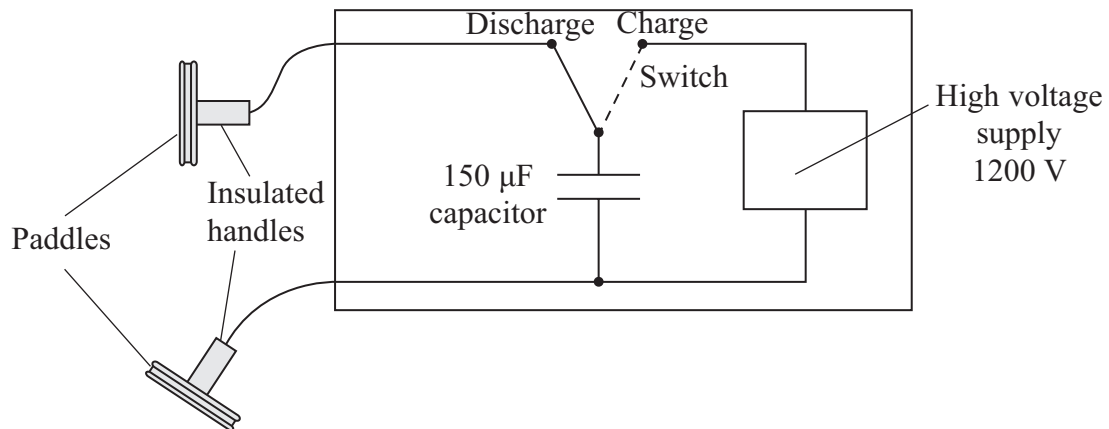 Discharge Charge
Switch
High voltage
supply
1200 V
150 μF
capacitor
Insulated
handles
Paddles